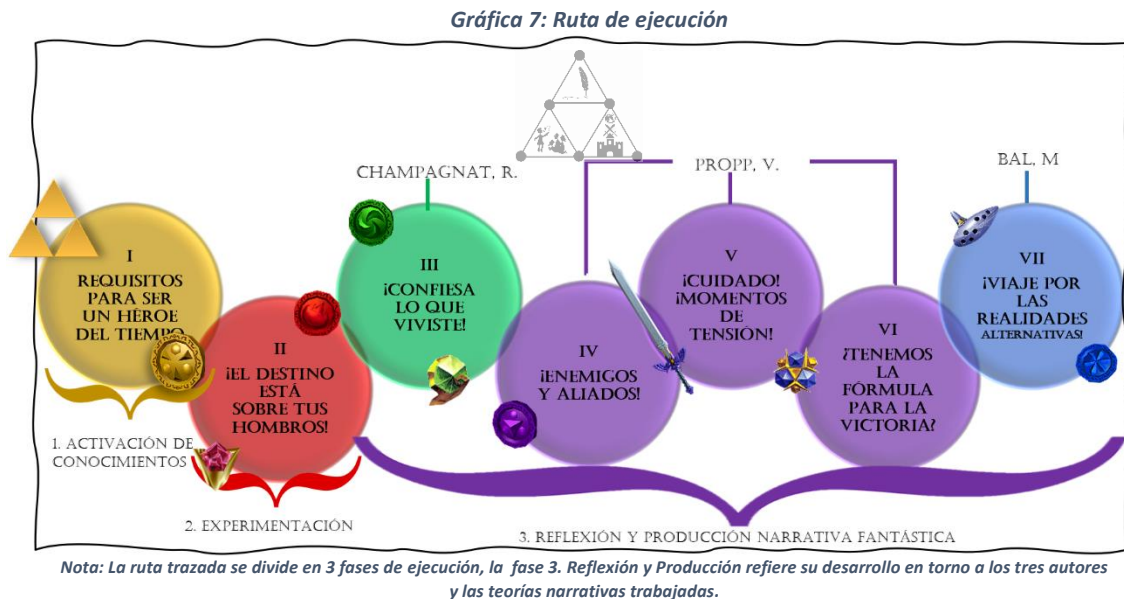 Gráfica 7: Ruta de ejecución
CHAMPAGNAT, R.
PROPP, V.
BAL, M
I
REQUISITOS
PARA SER
UN HÉROE
DEL TIEMPO
II
¡EL DESTINO
ESTÁ
SOBRE TUS
HOMBROS!
III
¡CONFIESA
LO QUE
VIVISTE!
IV
¡ENEMIGOS
Y ALIADOS!
V
¡CUIDADO!
¡MOMENTOS
DE
TENSIÓN!
VI
¿TENEMOS
LA
FÓRMULA
PARA LA
VICTORIA?
VII
¡VIAJE POR
LAS
REALIDADES
ALTERNATIVAS!
1. ACTIVACIÓN DE
CONOCIMIENTOS
2. EXPERIMENTACIÓN
3. REFLEXIÓN Y PRODUCCIÓN NARRATIVA FANTÁSTICA
Nota: La ruta trazada se divide en 3 fases de ejecución, la fase 3. Reflexión y Producción refiere su desarrollo en torno a los tres autores
y las teorías narrativas trabajadas.